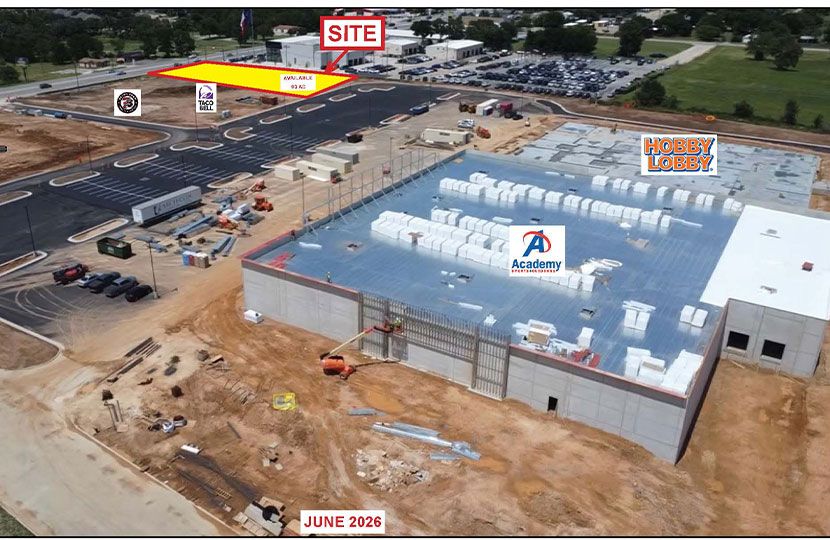 SITE
AVAILABLE
TACO
BELL
HOBBY
LOBBY
Academy
SPORTS+OUTDOORS
JUNE 2026